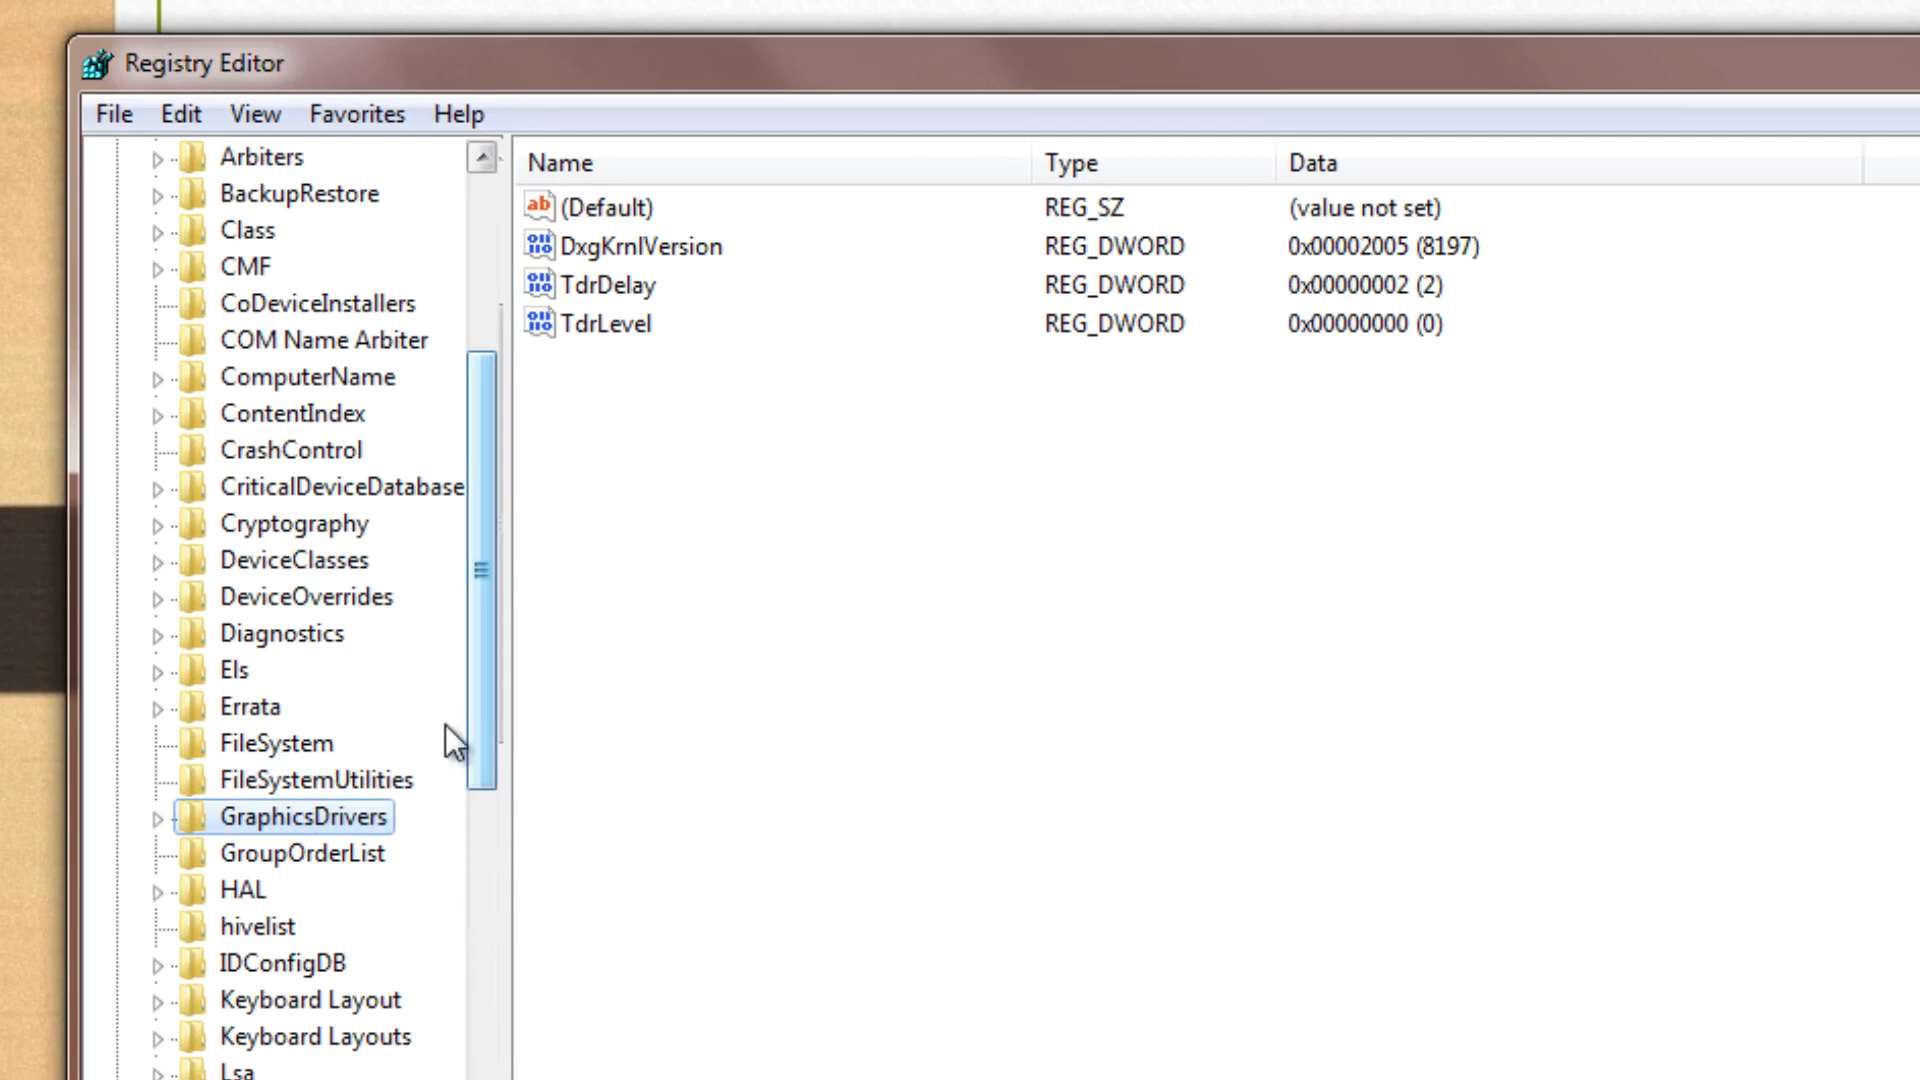 Registry Editor
File Edit View Favorites Help
Arbiters
BackupRestore
Class
CMF
CoDeviceInstallers
COM Name Arbiter
ComputerName
ContentIndex
CrashControl
CriticalDeviceDatabase
Cryptography
DeviceClasses
DeviceOverrides
Diagnostics
Els
Errata
FileSystem
FileSystemUtilities
GraphicsDrivers
GroupOrderList
HAL
hivelist
IDConfigDB
Keyboard Layout
Keyboard Layouts
Lsa
Name Type Data
(Default) REG_SZ (value not set)
DxgKrnlVersion REG_DWORD 0x00002005 (8197)
TdrDelay REG_DWORD 0x00000002 (2)
TdrLevel REG_DWORD 0x00000000 (0)